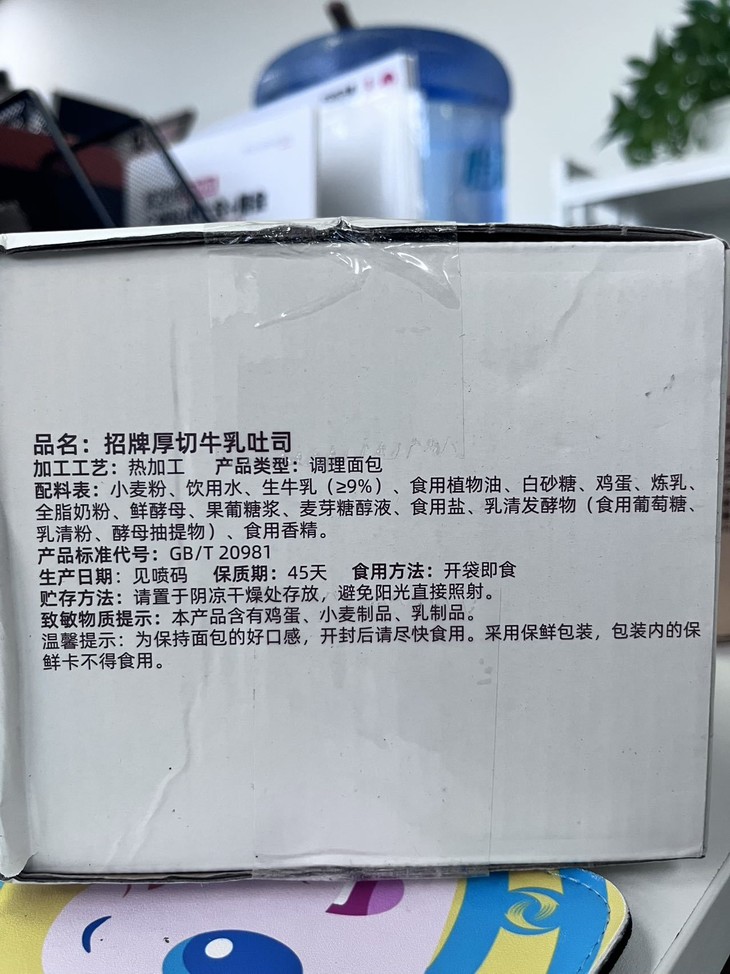 品名：招牌厚切牛乳吐司
加工工艺：热加工 产品类型：调理面包
配料表：小麦粉、饮用水、生牛乳（≥9%）、食用植物油、白砂糖、鸡蛋、炼乳、
全脂奶粉、鲜酵母、果葡糖浆、麦芽糖醇液、食用盐、乳清发酵物（食用葡萄糖、
乳清粉、酵母抽提物）、食用香精。
产品标准代号：GB/T 20981
生产日期：见喷码 保质期：45天 食用方法：开袋即食
贮存方法：请置于阴凉干燥处存放，避免阳光直接照射。
致敏物质提示：本产品含有鸡蛋、小麦制品、乳制品。
温馨提示：为保持面包的好口感，开封后请尽快食用。采用保鲜包装，包装内的保
鲜卡不得食用。